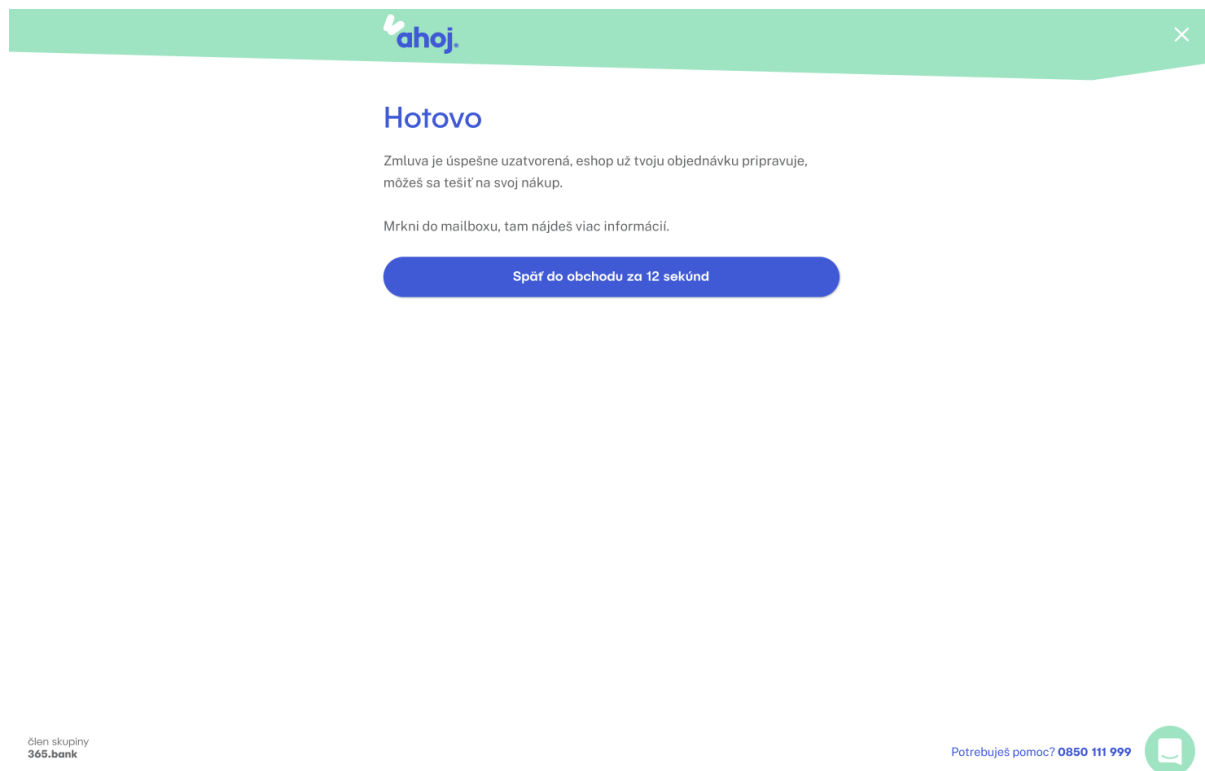 ahoj.
Hotovo
Zmluva je úspešne uzatvorená, eshop už tvoju objednávku pripravuje,
môžeš sa tešiť na svoj nákup.
Mrkni do mailboxu, tam nájdeš viac informácií.
Späť do obchodu za 12 sekúnd
člen skupiny
365.bank
Potrebuješ pomoc? 0850 111 999